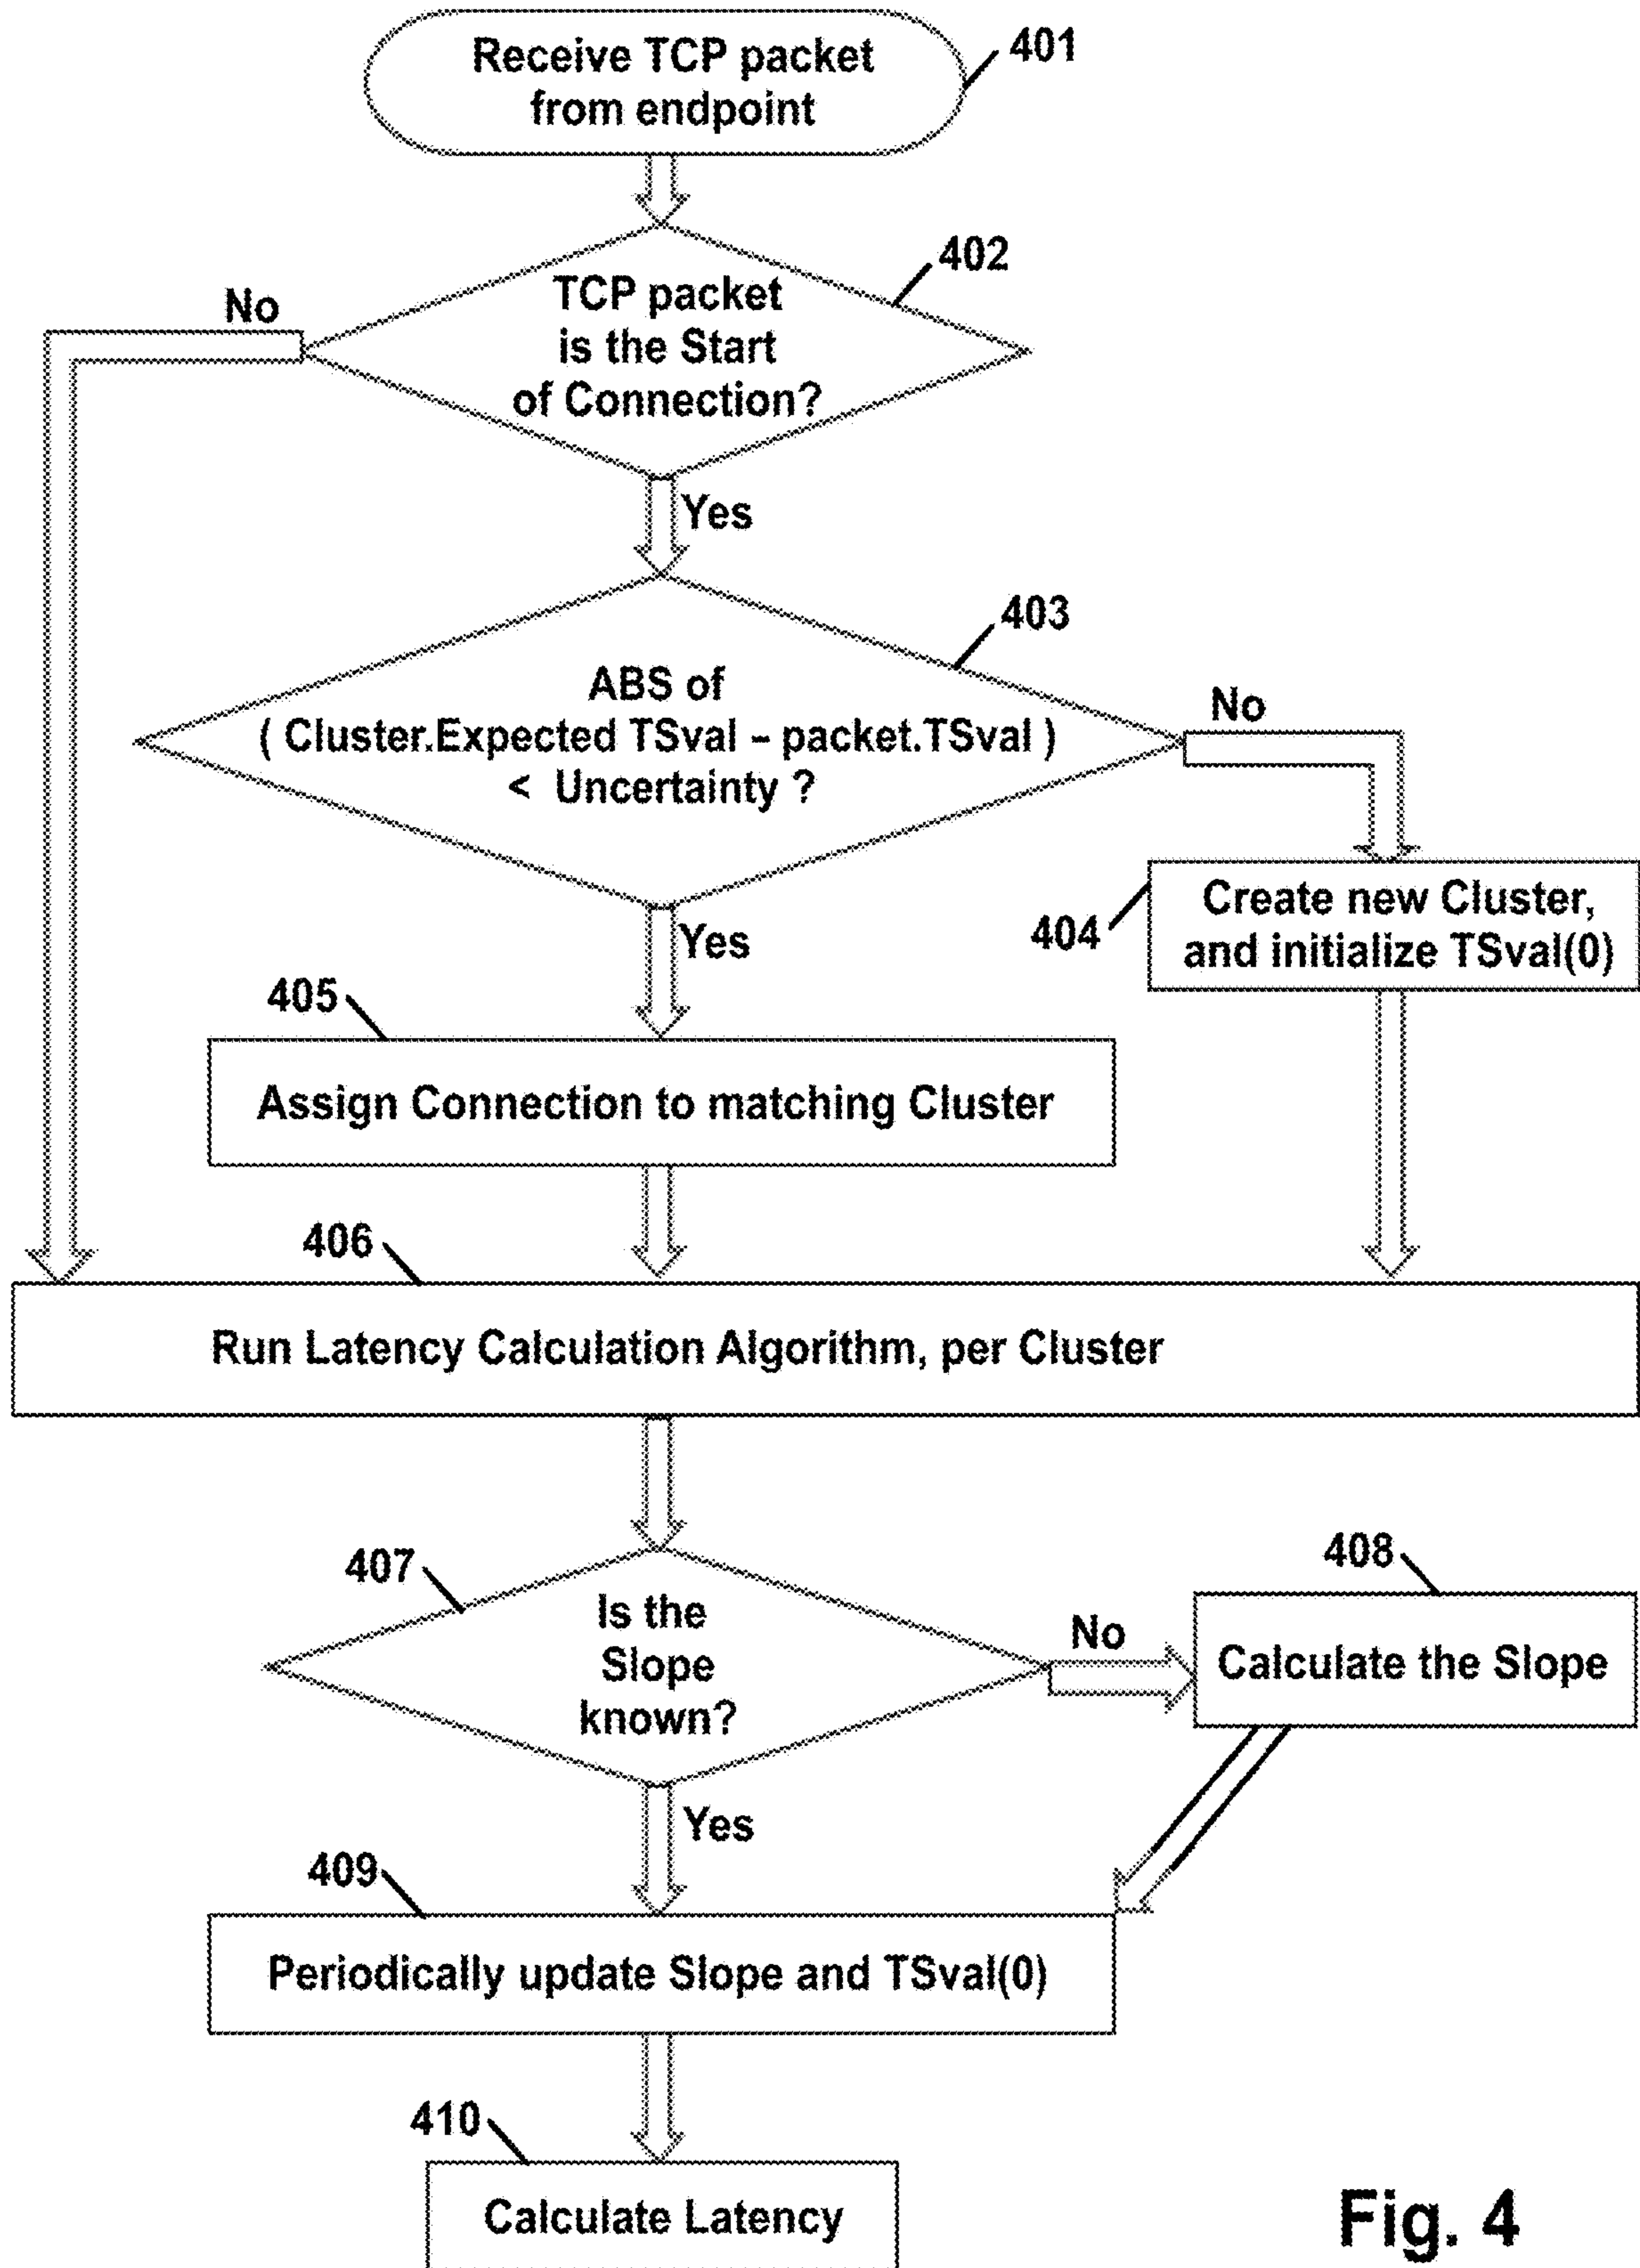 Receive TCP packet
from endpoint
401
402
TCP packet
is the Start
of Connection?
No
Yes
403
ABS of
( Cluster.Expected TSval – packet.TSval )
< Uncertainty ?
No
Yes
404
Create new Cluster,
and initialize TSval(0)
405
Assign Connection to matching Cluster
406
Run Latency Calculation Algorithm, per Cluster
407
Is the
Slope
known?
No
408
Calculate the Slope
Yes
409
Periodically update Slope and TSval(0)
410
Calculate Latency
Fig. 4